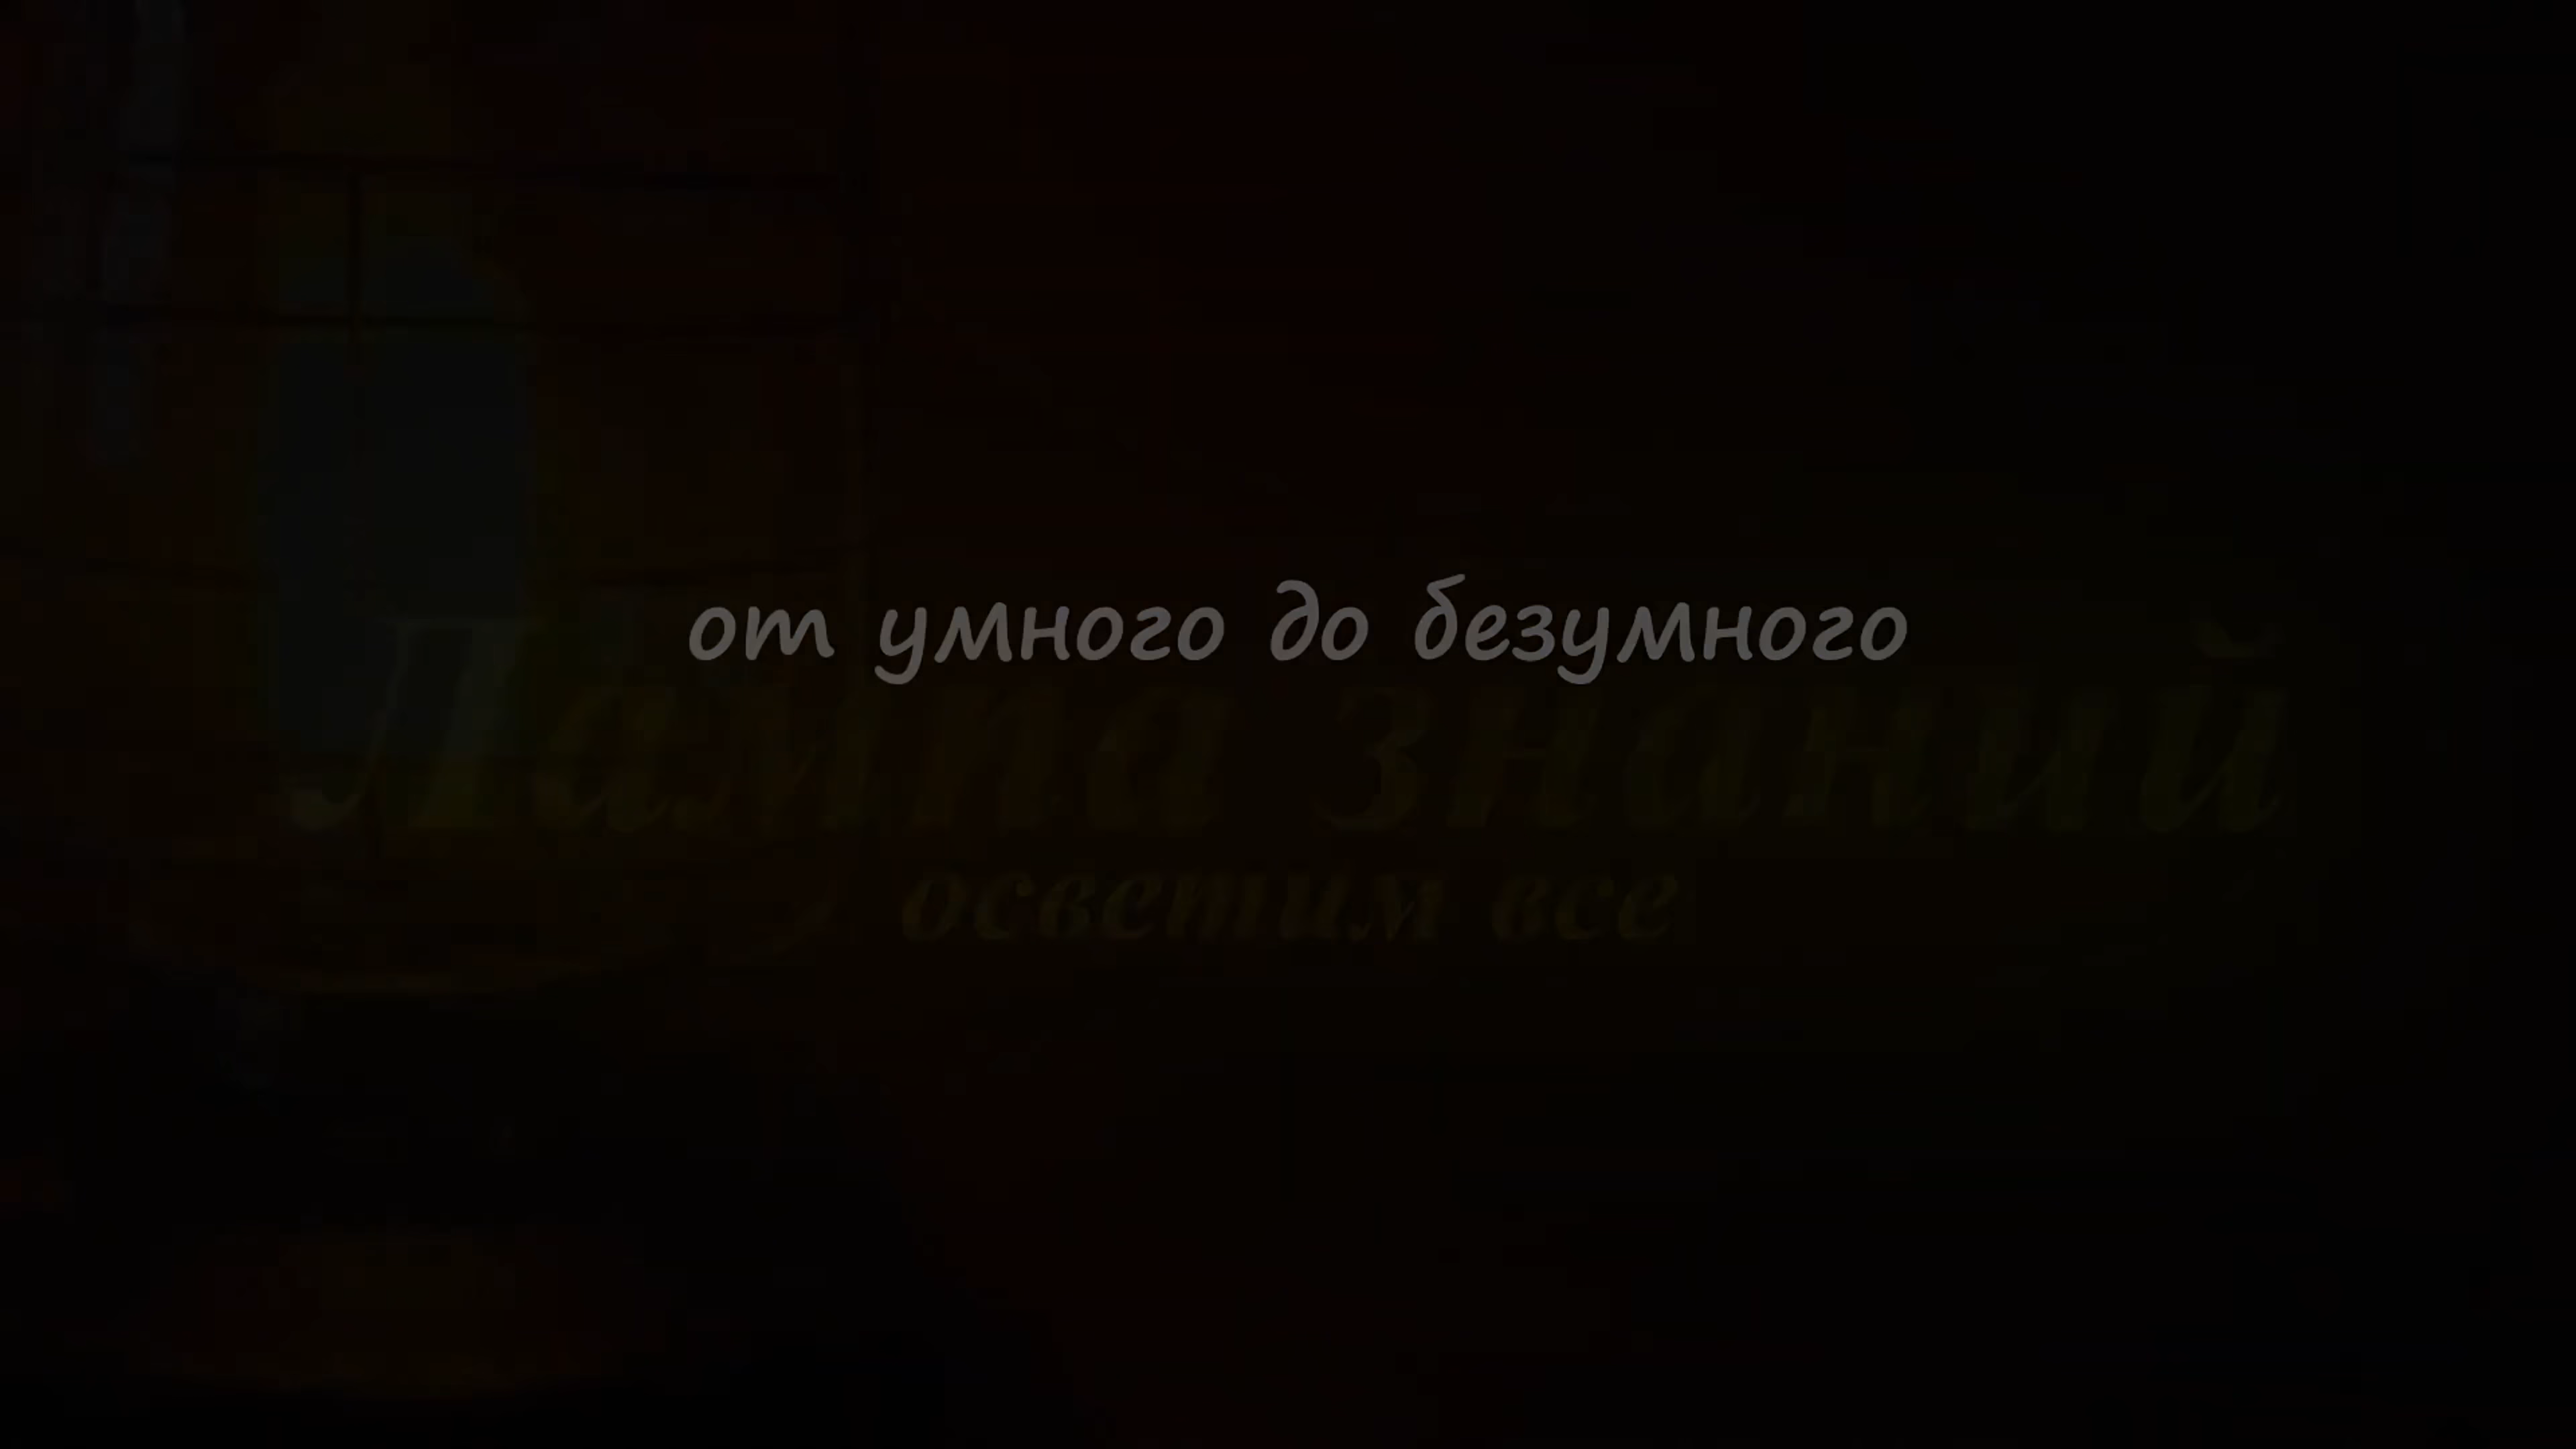 от умного до безумного
Лампа знаний
осветим все